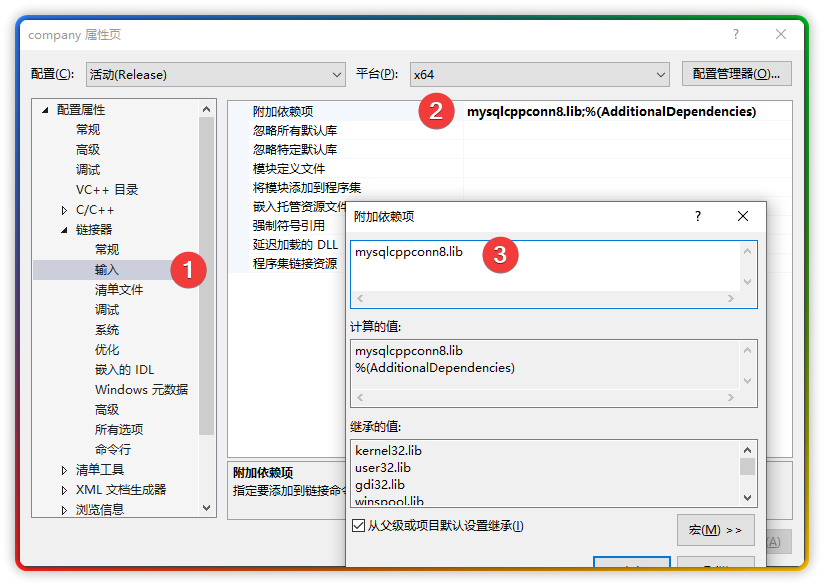 company 属性页
配置(C): 活动(Release) 平台(P): x64 配置管理器(O)...
配置属性
常规
高级
调试
VC++ 目录
C/C++
链接器
常规
输入
清单文件
调试
系统
优化
嵌入的 IDL
Windows 元数据
高级
所有选项
命令行
清单工具
XML 文档生成器
浏览信息
1
附加依赖项 2 mysqlcppconn8.lib;%(AdditionalDependencies)
忽略所有默认库
忽略特定默认库
模块定义文件
将模块添加到程序集
嵌入托管资源文件
强制符号引用
延迟加载的 DLL
程序集链接资源
附加依赖项
指定要添加到链接命令
附加依赖项
mysqlcppconn8.lib
3
计算的值:
mysqlcppconn8.lib
%(AdditionalDependencies)
继承的值:
kernel32.lib
user32.lib
gdi32.lib
winspool.lib
从父级或项目默认设置继承(I)
宏(M) >>
(A)